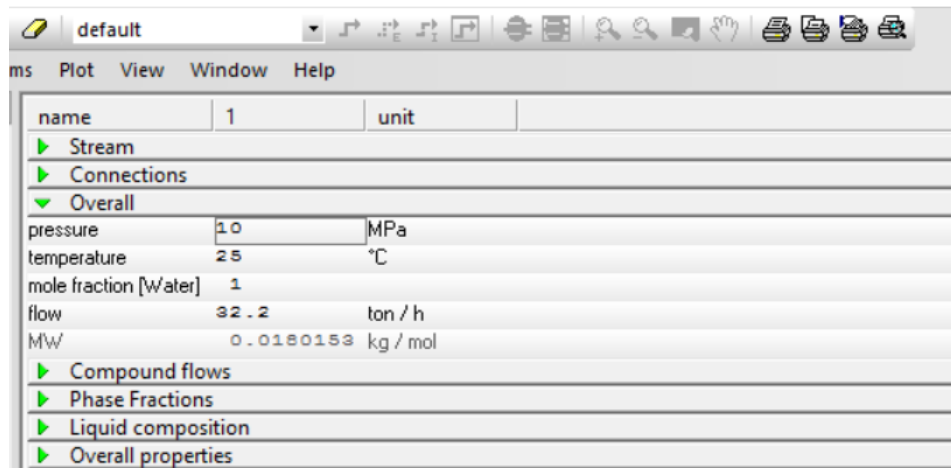 default
ms Plot View Window Help
name 1 unit
Stream
Connections
Overall
pressure 10 MPa
temperature 25 °C
mole fraction [Water] 1
flow 32.2 ton / h
MW 0.0180153 kg / mol
Compound flows
Phase Fractions
Liquid composition
Overall properties